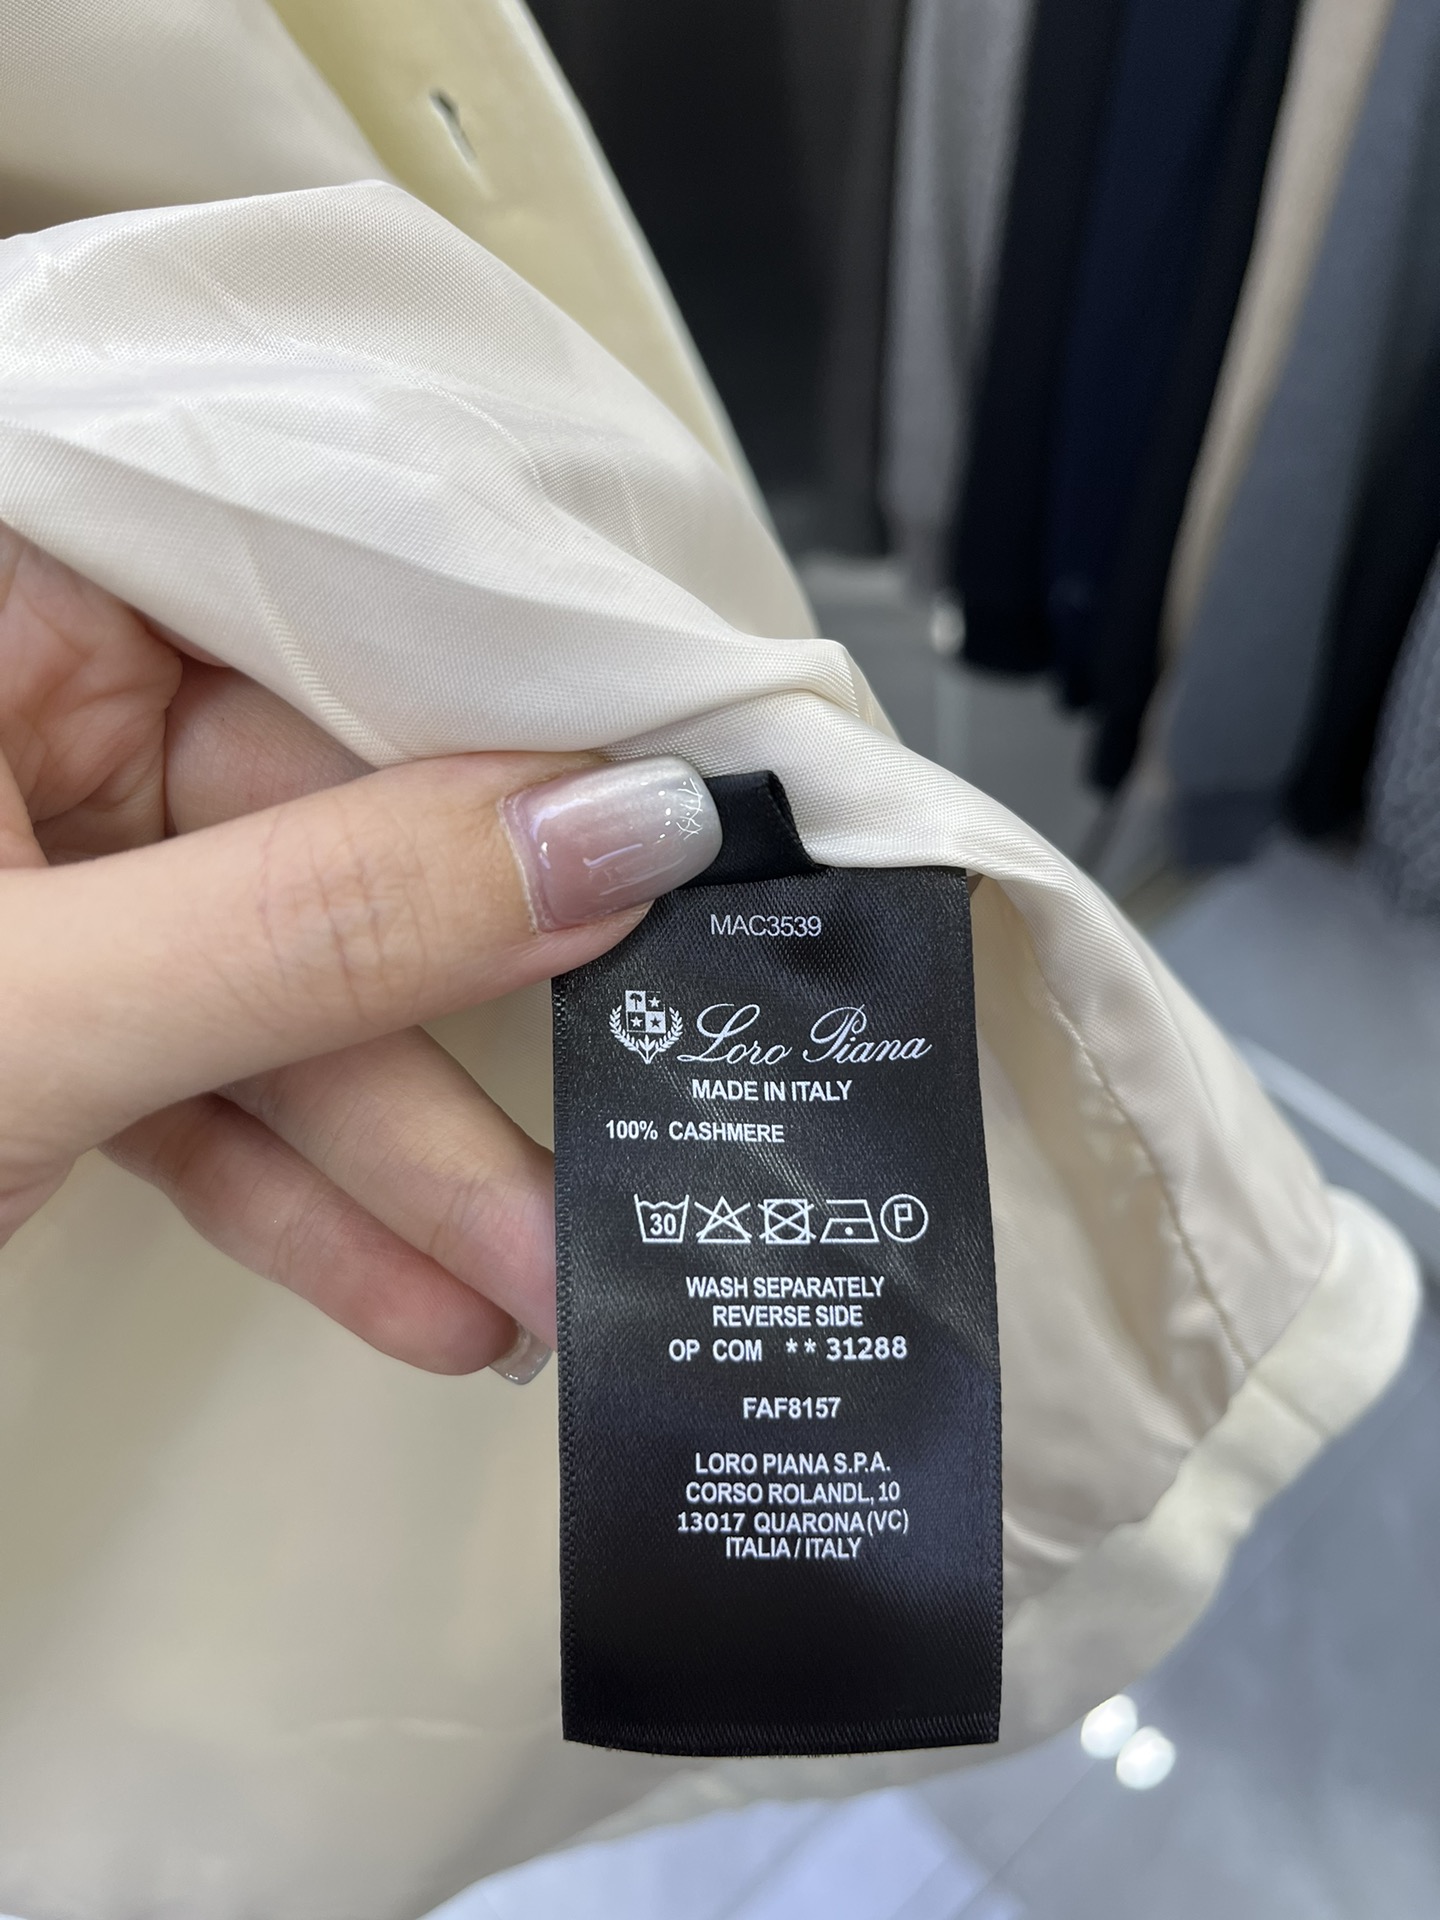 MAC3539
Loro Piana
MADE IN ITALY
100% CASHMERE
30 P
WASH SEPARATELY
REVERSE SIDE
OP COM ** 31288
FAF8157
LORO PIANA S.P.A.
CORSO ROLANDL, 10
13017 QUARONA (VC)
ITALIA / ITALY